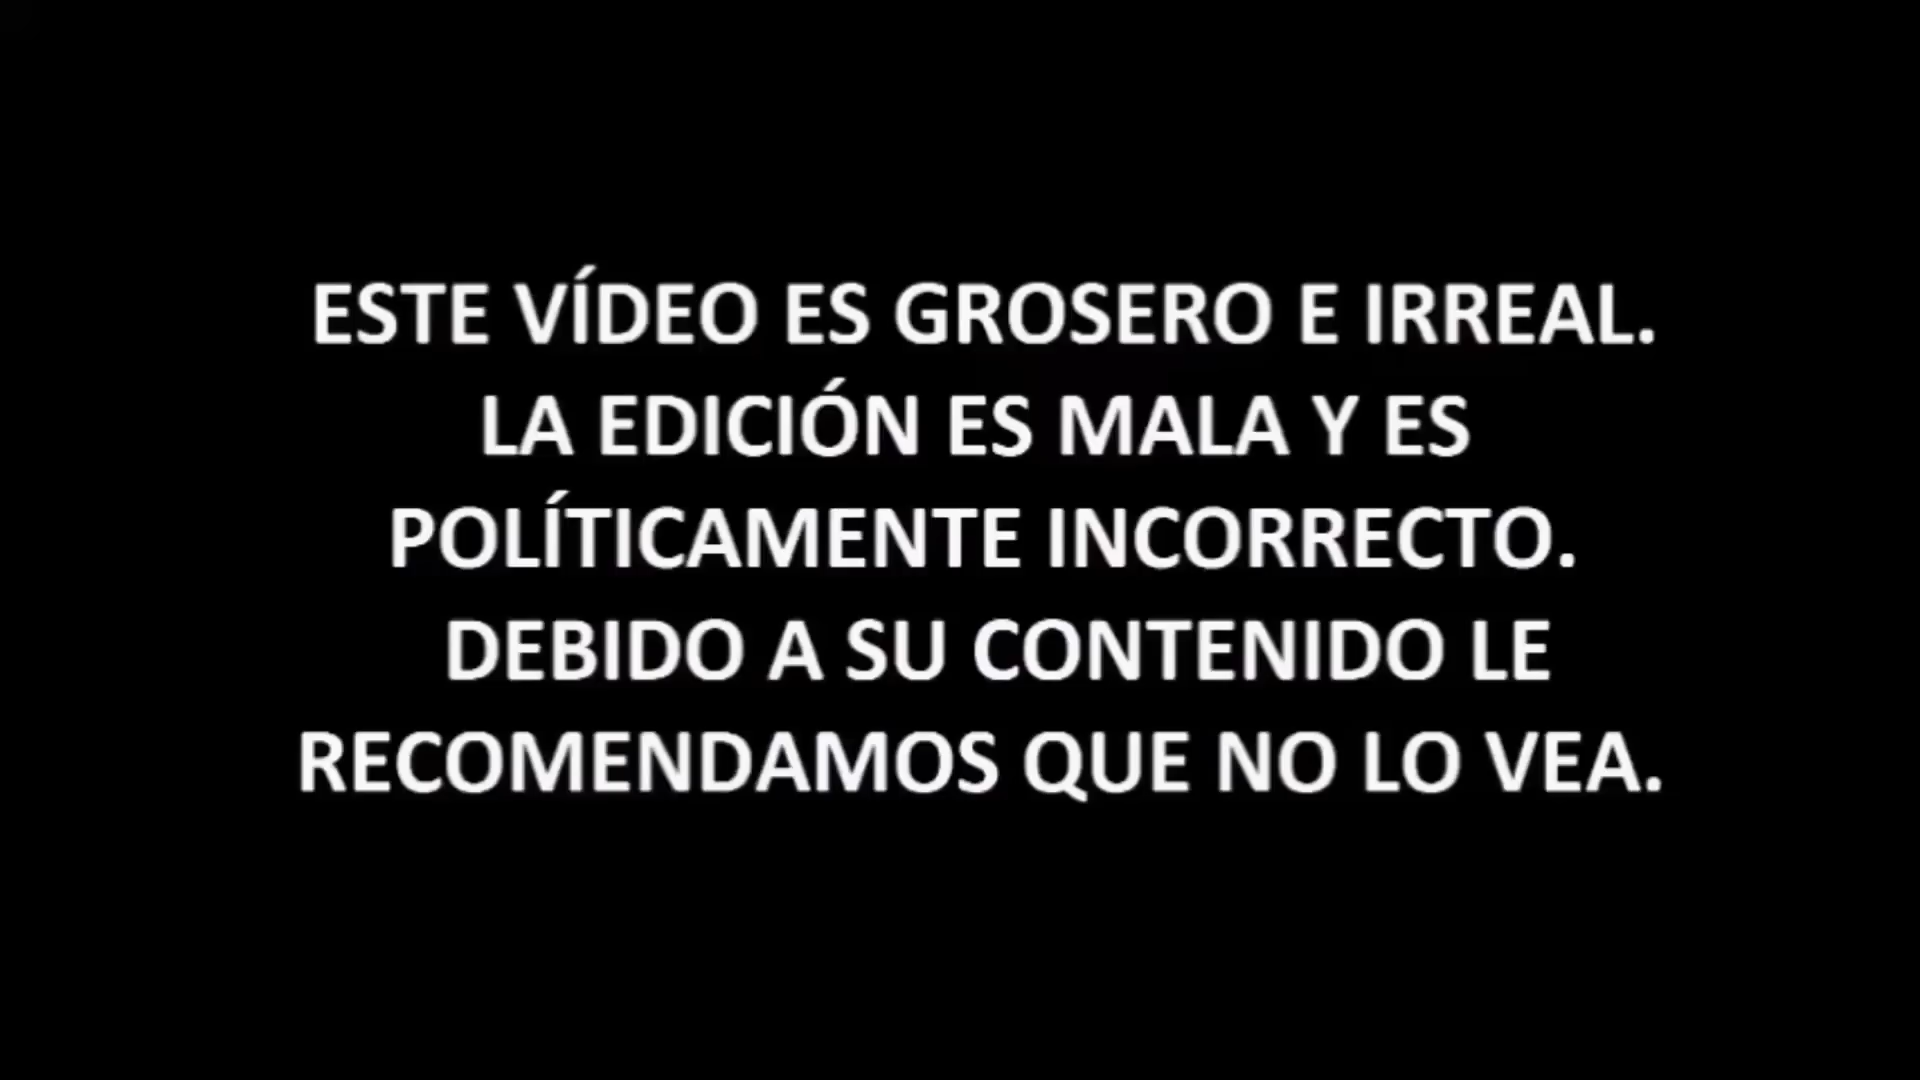 ESTE VÍDEO ES GROSERO E IRREAL.
LA EDICIÓN ES MALA Y ES
POLÍTICAMENTE INCORRECTO.
DEBIDO A SU CONTENIDO LE
RECOMENDAMOS QUE NO LO VEA.